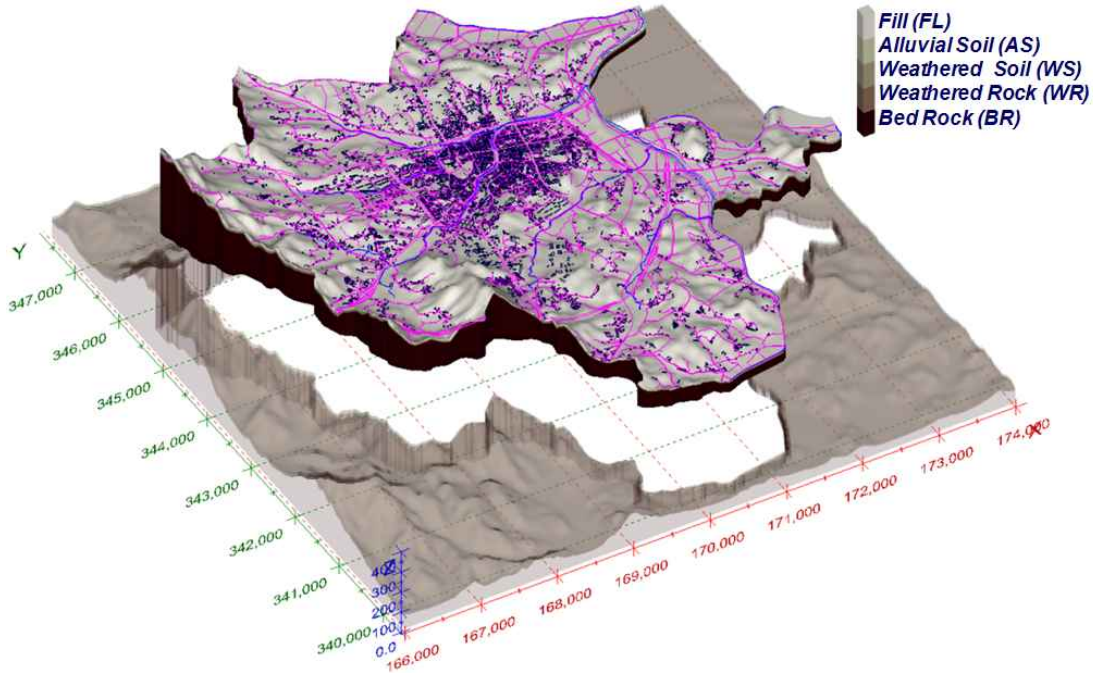 Fill (FL)
Alluvial Soil (AS)
Weathered Soil (WS)
Weathered Rock (WR)
Bed Rock (BR)
Y
347,000
346,000
345,000
344,000
343,000
342,000
341,000
340,000
400
Z
300
200
100
0.0
166,000
167,000
168,000
169,000
170,000
171,000
172,000
173,000
174,000
X